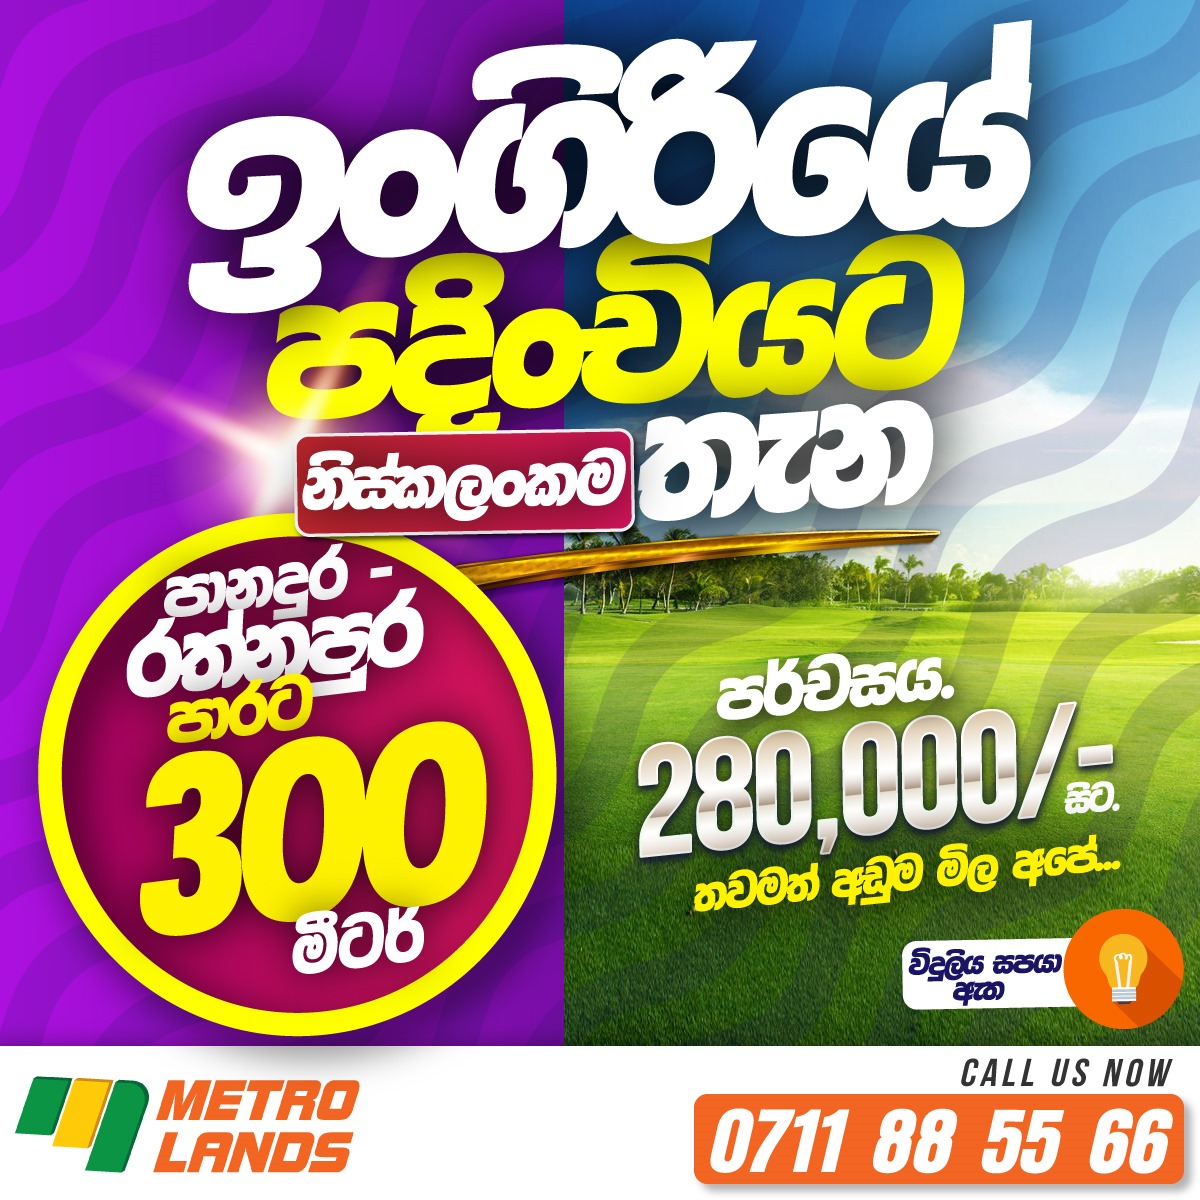 ඉංගිරියේ
පදිංචියට
නිස්කලංකම තැන
පානදුර -
රත්නපුර
පාරට
300
මීටර්
පර්චසය.
280,000/-
සිට.
තවමත් අඩුම මිල අපේ...
විදුලිය සපයා
ඇත
METRO
LANDS
CALL US NOW
0711 88 55 66